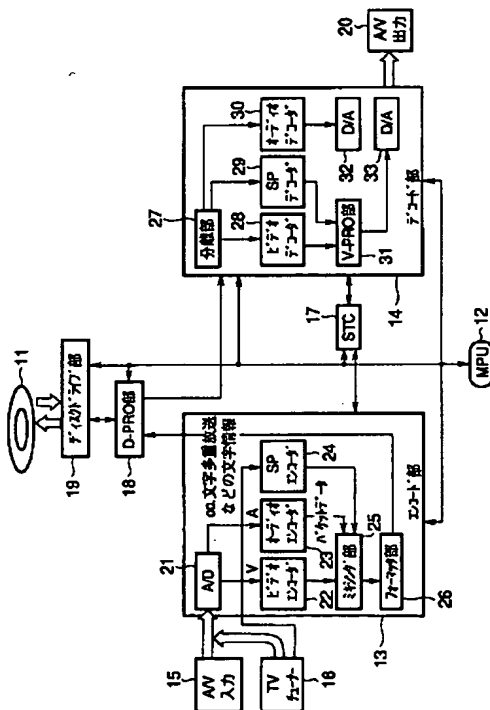 11
ディスクドライブ部
19
D-PRO部
18
15
A/V
入力
TV
チューナー
16
21
A/D
cc.文字多重放送
などの文字情報
V
A
ビデオ
エンコーダ
22
オーディオ
エンコーダ
23
SP
エンコーダ
24
パケットデータ
ミキシング部
25
フォーマッタ部
26
エンコード部
13
17
STC
MPU
12
27
分離部
28
ビデオ
デコーダ
29
SP
デコーダ
30
オーディオ
デコーダ
V-PRO部
31
D/A
32
D/A
33
デコード部
14
20
A/V
出力